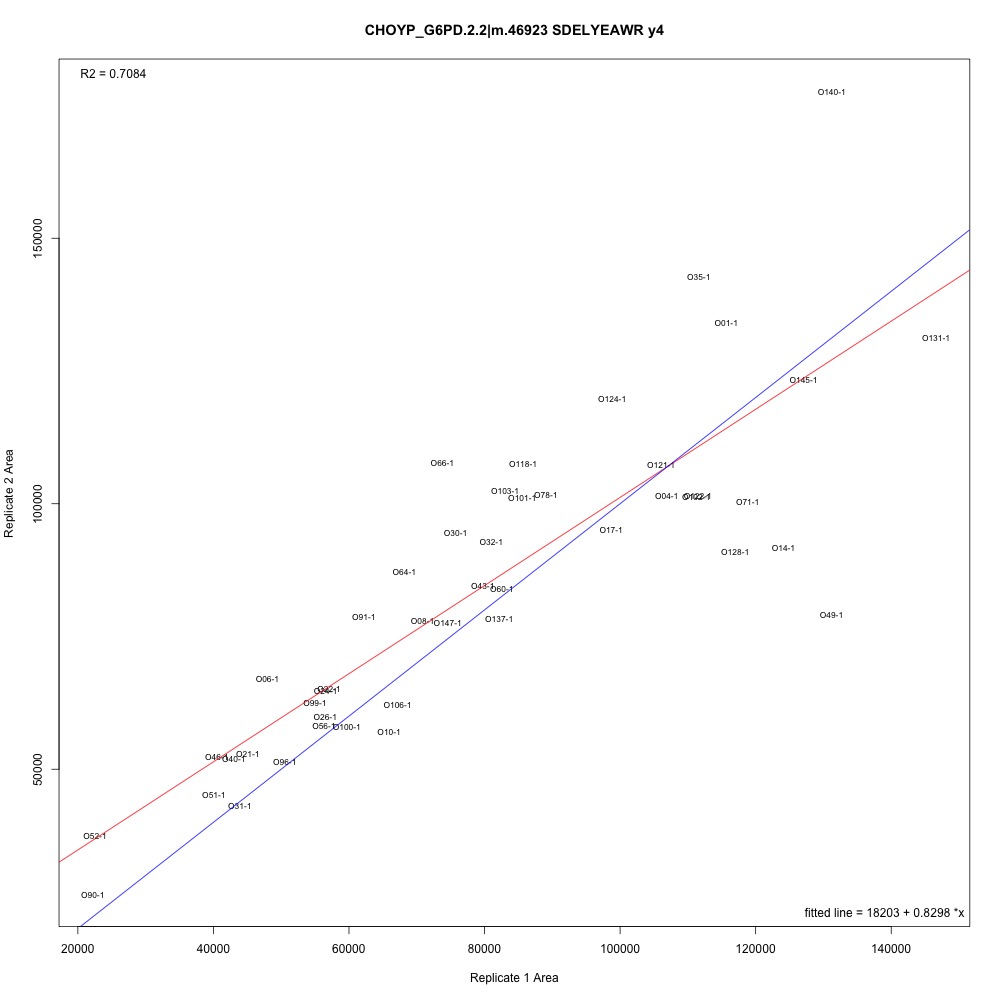 CHOYP_G6PD.2.2|m.46923 SDELYEAWR y4
R2 = 0.7084
O140-1
O35-1
O01-1
O131-1
O145-1
O124-1
O66-1
O118-1
O121-1
O103-1
O101-1
O78-1
O04-1
O122-1
O71-1
O30-1
O17-1
O32-1
O128-1
O14-1
O64-1
O43-1
O60-1
O91-1
O08-1
O147-1
O137-1
O49-1
O06-1
O22-1
O99-1
O106-1
O26-1
O56-1
O100-1
O10-1
O46-1
O40-1
O21-1
O96-1
O51-1
O31-1
O52-1
O90-1
fitted line = 18203 + 0.8298 *x
150000
100000
50000
Replicate 2 Area
20000
40000
60000
80000
100000
120000
140000
Replicate 1 Area